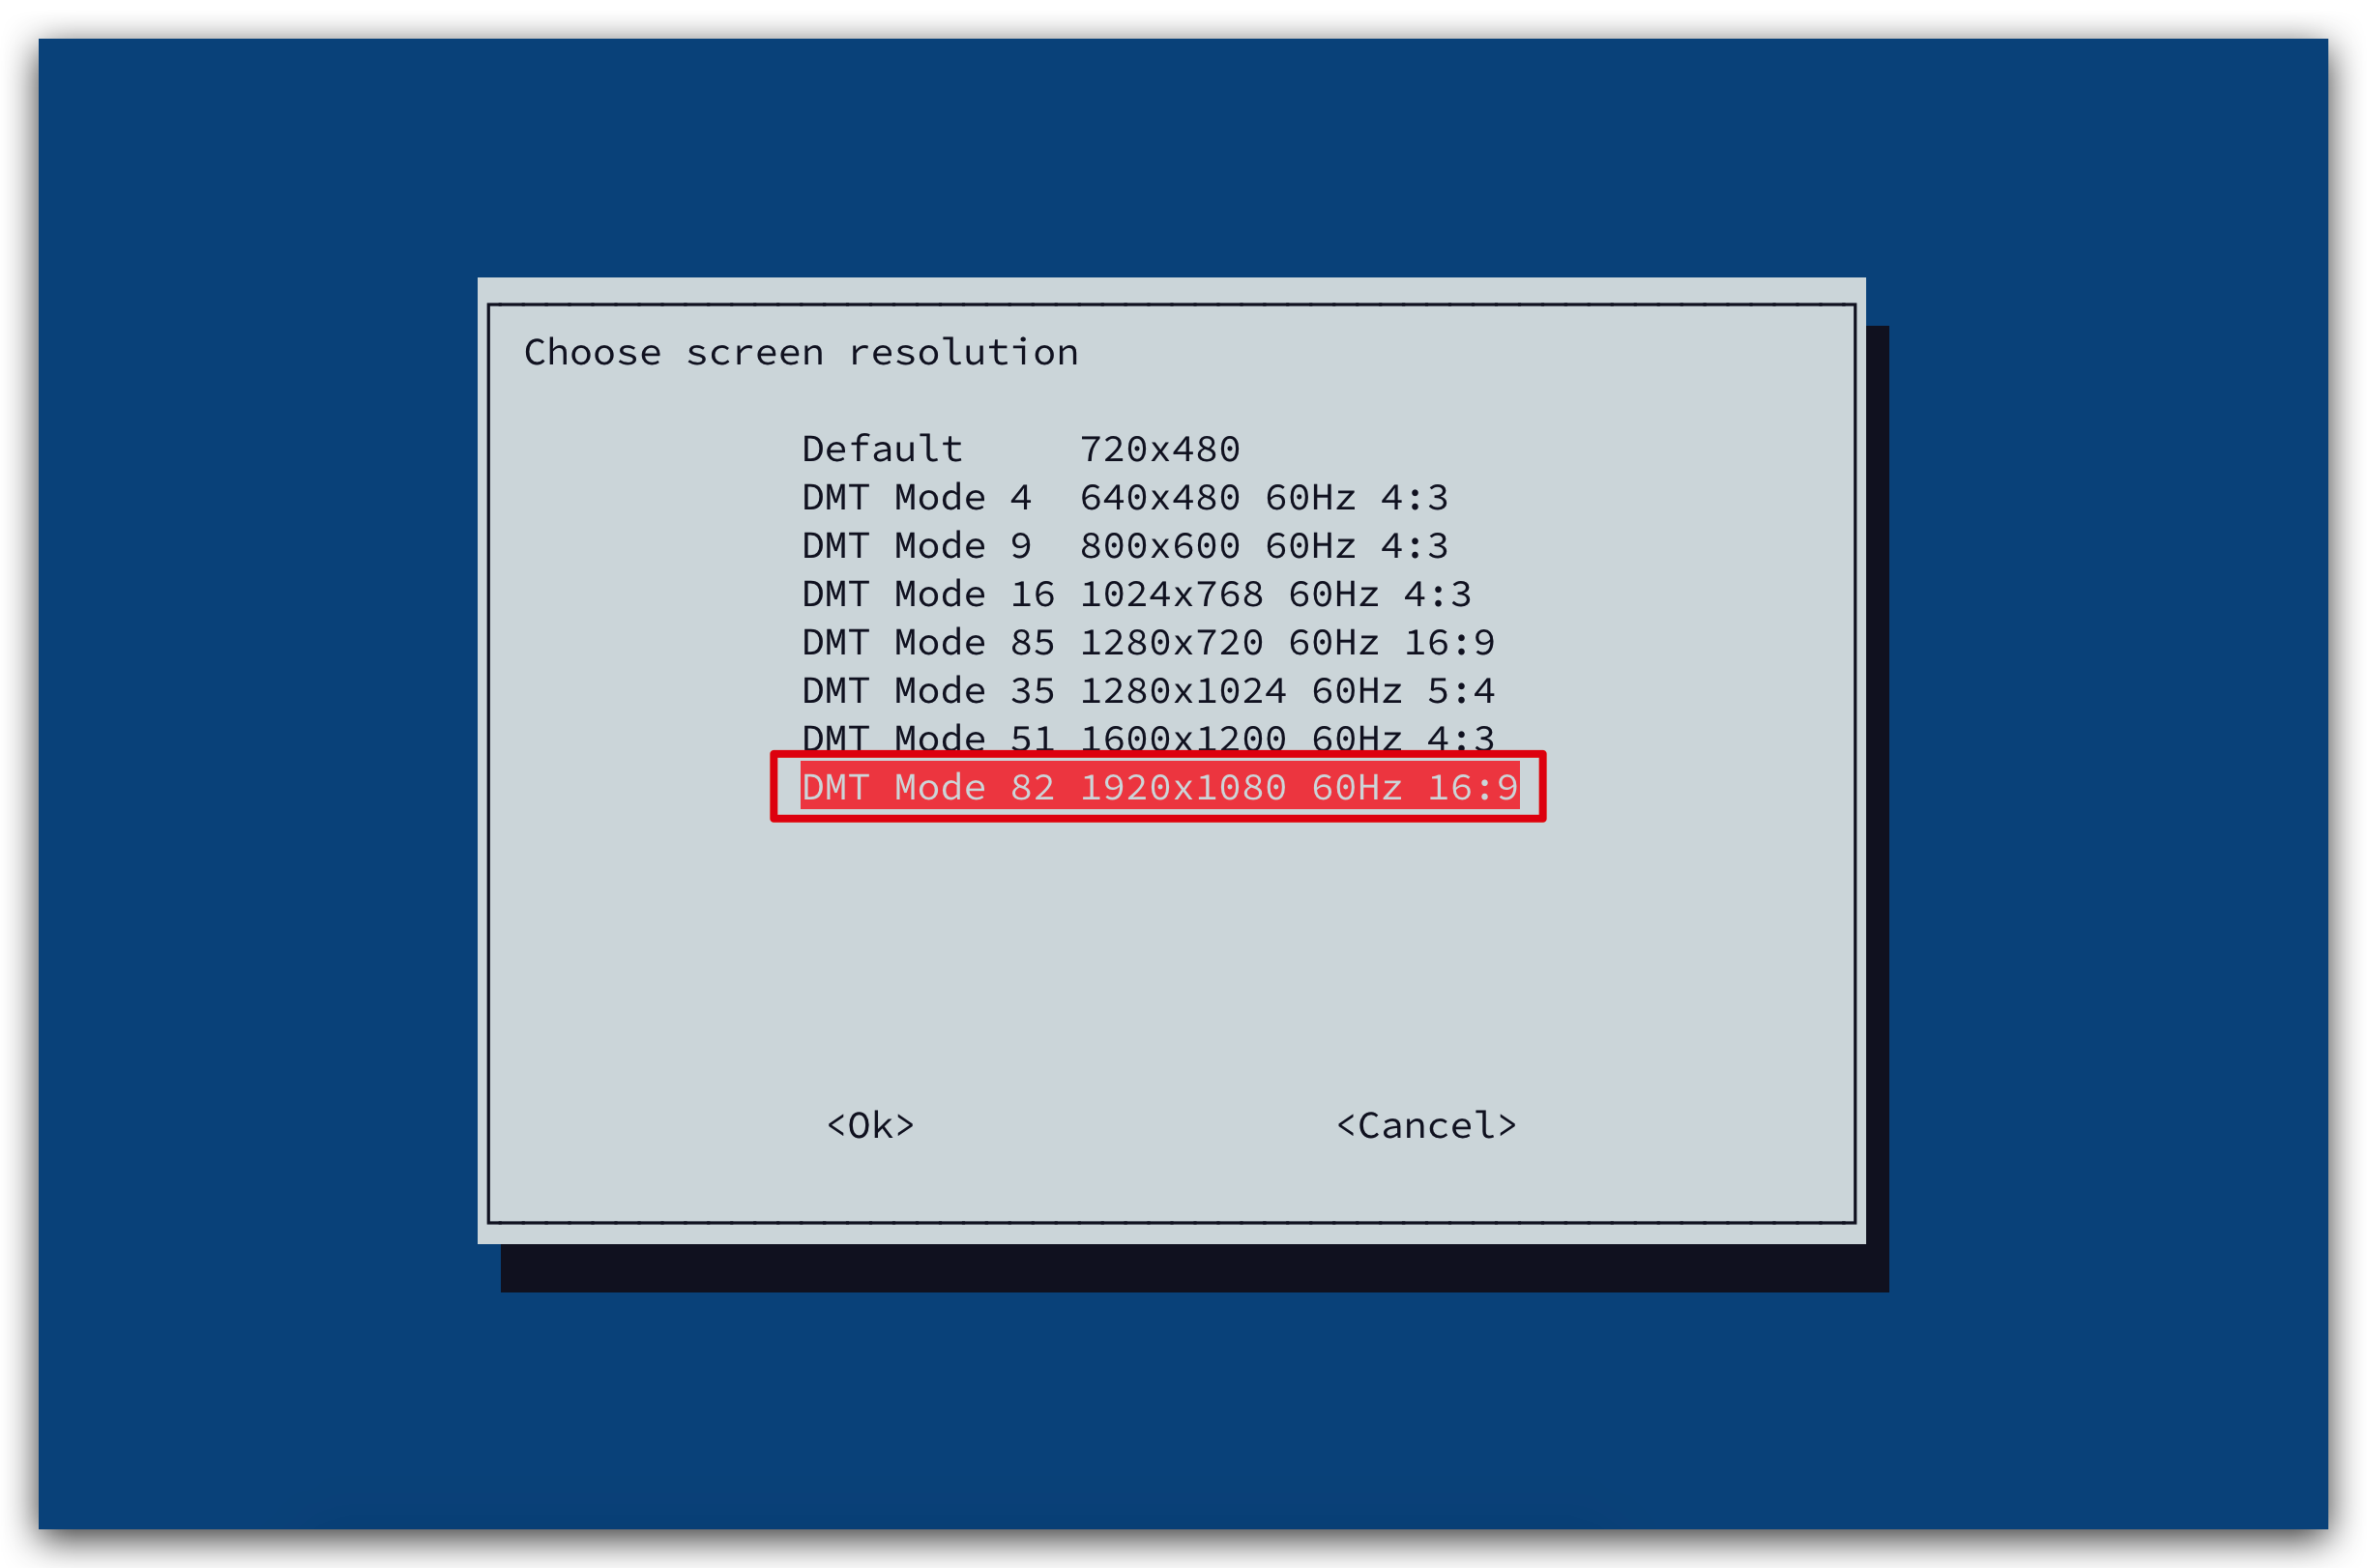 Choose screen resolution
Default     720x480
DMT Mode 4  640x480 60Hz 4:3
DMT Mode 9  800x600 60Hz 4:3
DMT Mode 16 1024x768 60Hz 4:3
DMT Mode 85 1280x720 60Hz 16:9
DMT Mode 35 1280x1024 60Hz 5:4
DMT Mode 51 1600x1200 60Hz 4:3
DMT Mode 82 1920x1080 60Hz 16:9
<Ok> <Cancel>